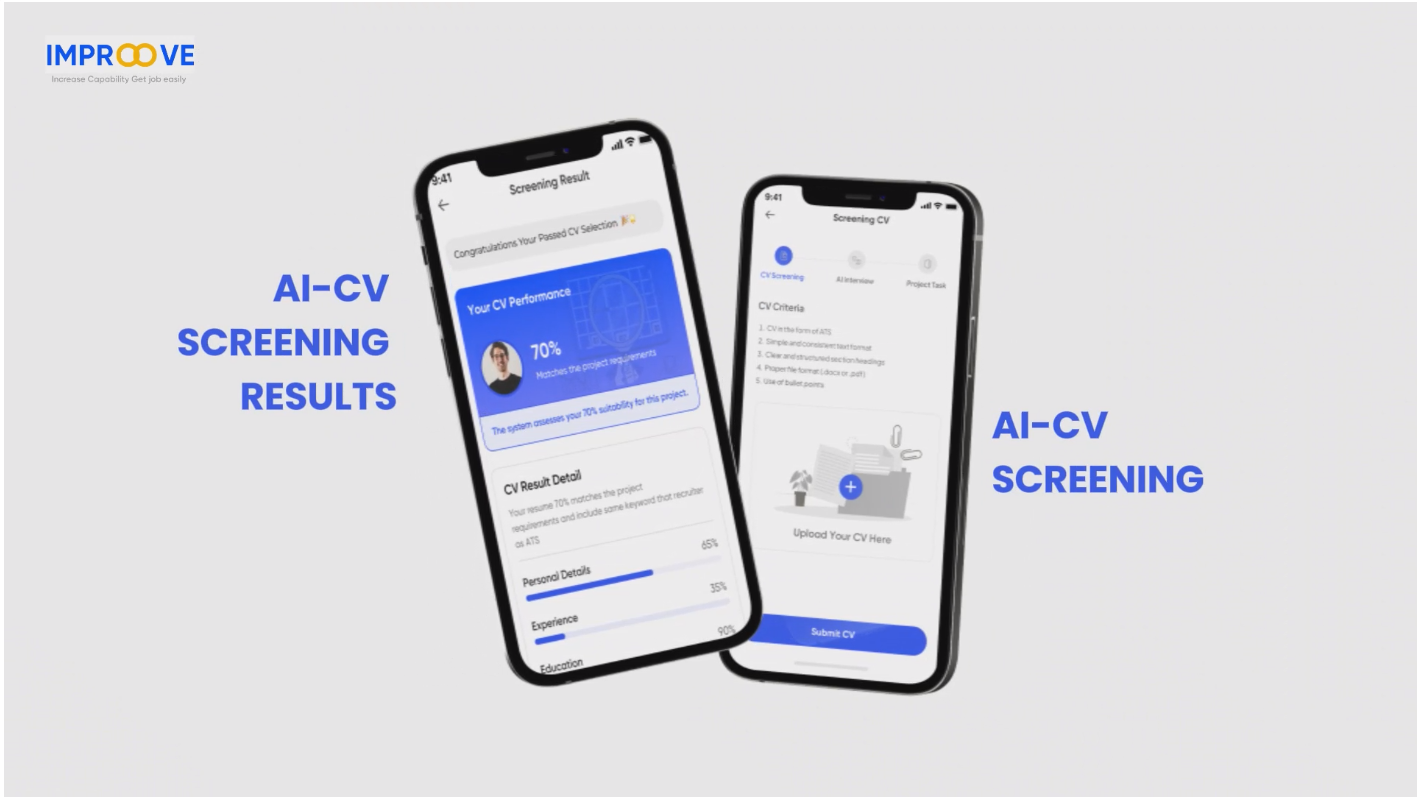 IMPROOVE
Increase Capability Get job easily
AI-CV
SCREENING
RESULTS
9:41
Screening Result
Congratulations Your Passed CV Selection
Your CV Performance
70%
Matches the project requirements
The system assesses your 70% suitability for this project.
CV Result Detail
Your resume 70% matches the project
requirements and include same keyword that recruiter
as ATS
65%
Personal Details
35%
Experience
90%
Education
9:41
Screening CV
CV Screening
AI Interview
Project Task
CV Criteria
1. CV in the form of ATS
2. Simple and consistent text format
3. Clear and structured section headings
4. Proper file format (.docx or .pdf)
5. Use of bullet points
Upload Your CV Here
Submit CV
AI-CV
SCREENING